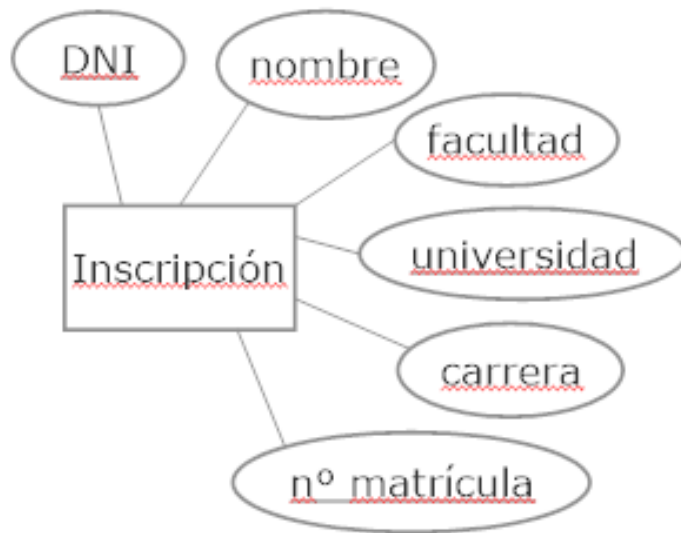 DNI
nombre
facultad
Inscripción
universidad
carrera
nº matrícula